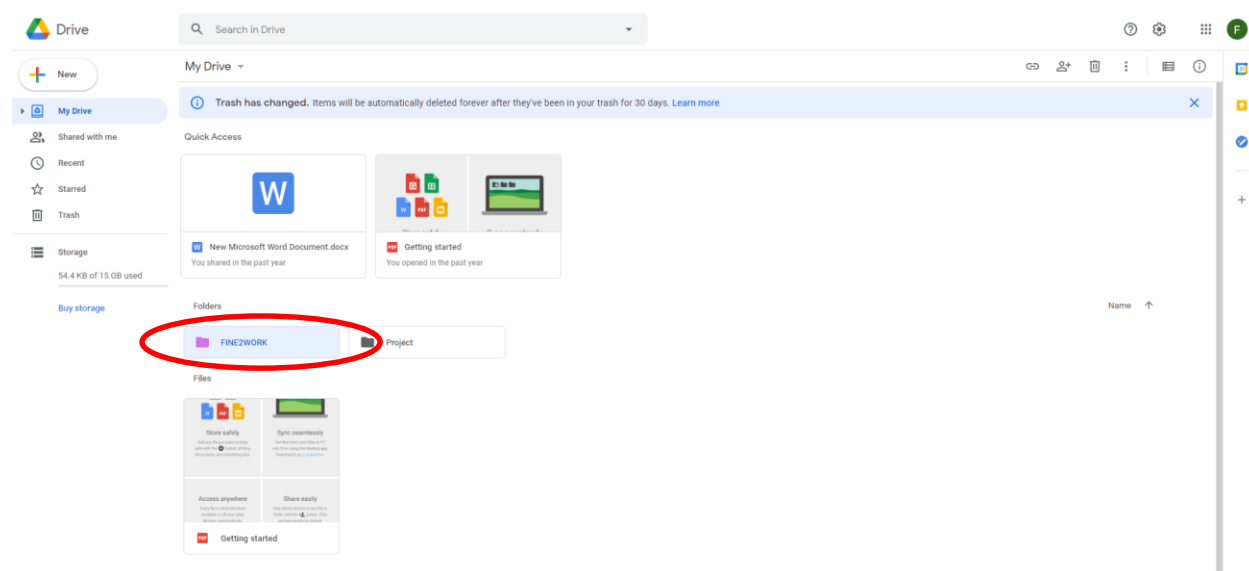 Drive
Search in Drive
F
New
My Drive
Trash has changed. Items will be automatically deleted forever after they've been in your trash for 30 days. Learn more
My Drive
Shared with me
Recent
Starred
Trash
Storage
54.4 KB of 15 GB used
Buy storage
Quick Access
W
New Microsoft Word Document.docx
You shared in the past year
Getting started
You opened in the past year
Folders
Name
FINE2WORK
Project
Files
Store safely
Sync seamlessly
Access anywhere
Share easily
PDF
Getting started